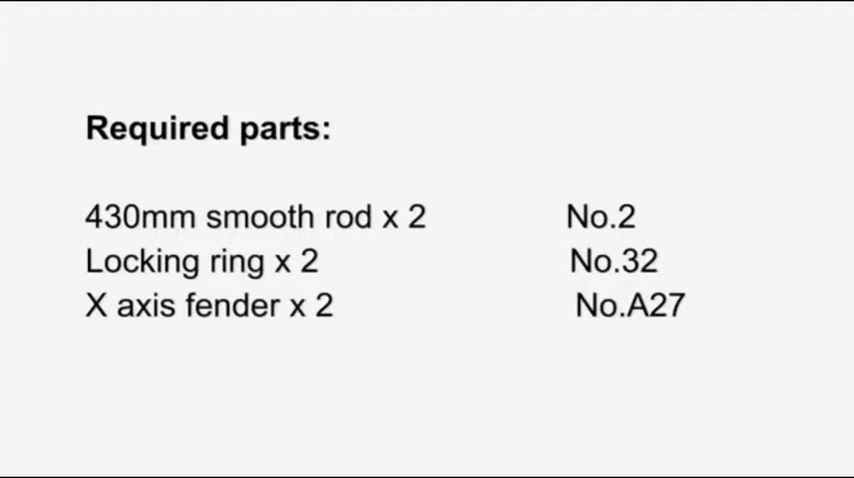 Required parts:
430mm smooth rod x 2 No.2
Locking ring x 2 No.32
X axis fender x 2 No.A27